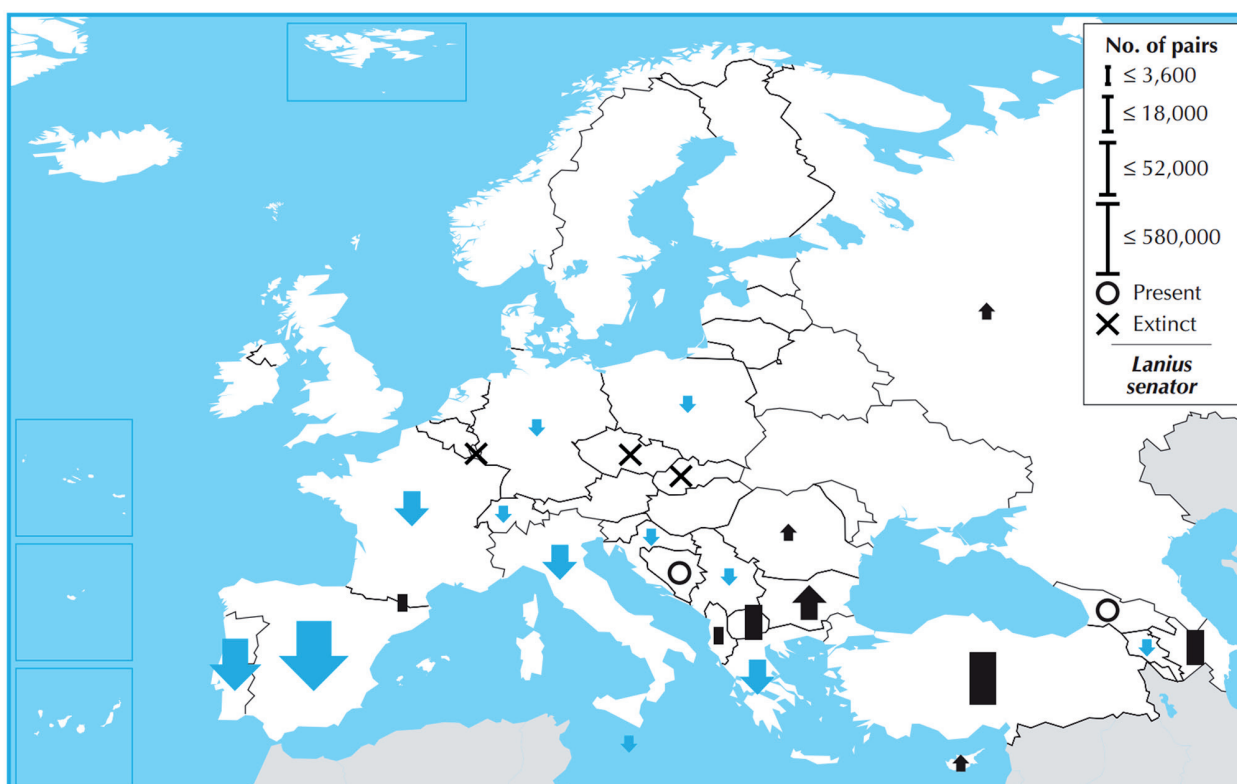 No. of pairs
≤ 3,600
≤ 18,000
≤ 52,000
≤ 580,000
Present
Extinct
Lanius
senator